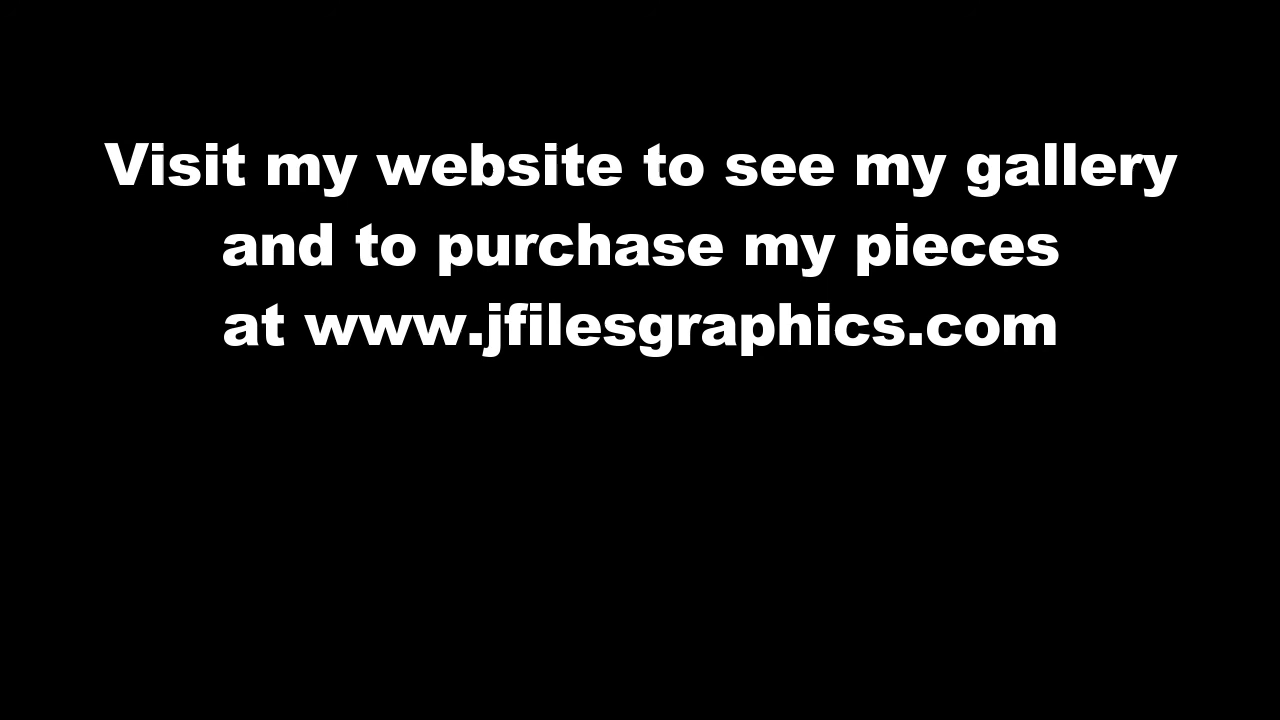 Visit my website to see my gallery
and to purchase my pieces
at www.jfilesgraphics.com